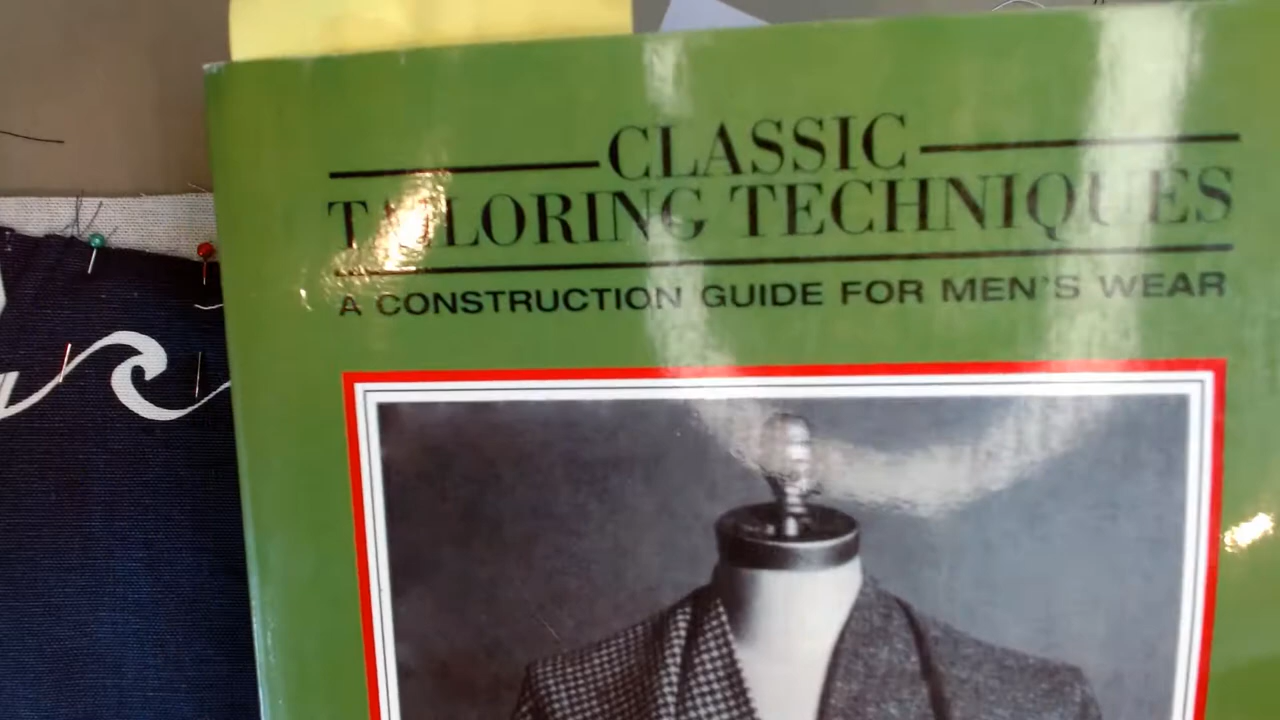 CLASSIC
TAILORING TECHNIQUES
A CONSTRUCTION GUIDE FOR MEN'S WEAR